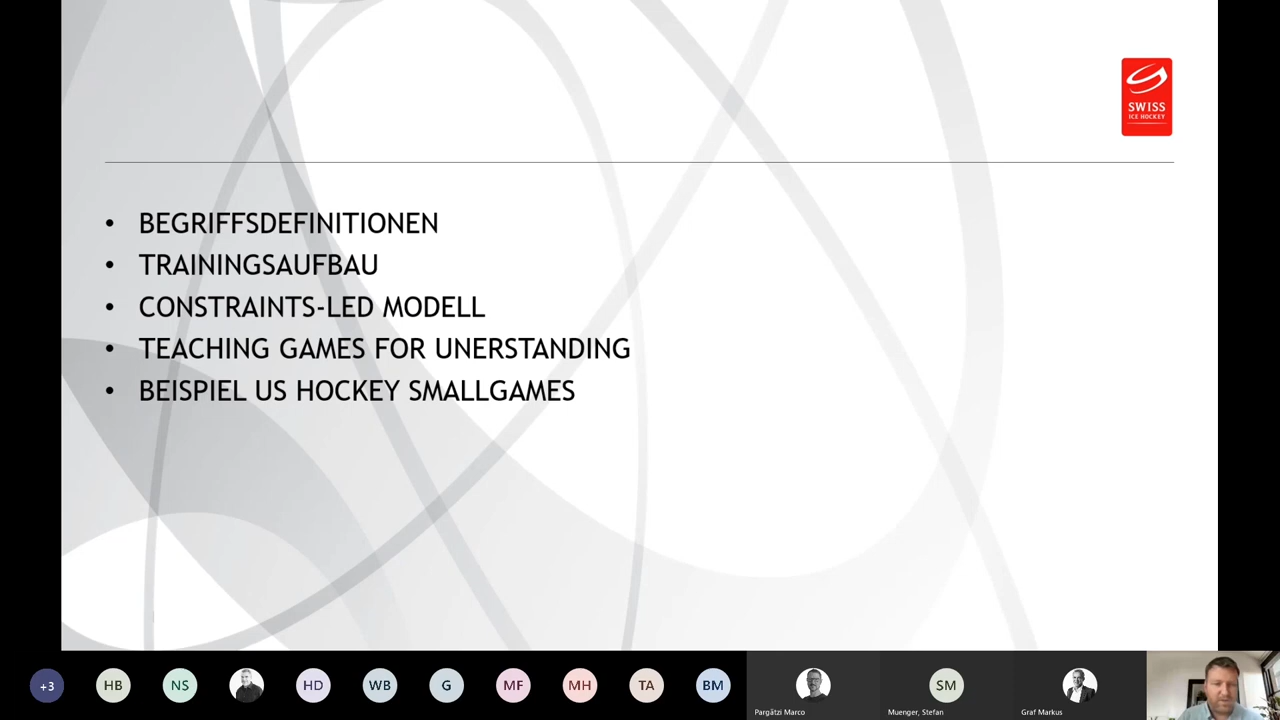 SWISS
ICE HOCKEY
• BEGRIFFSDEFINITIONEN
• TRAININGSAUFBAU
• CONSTRAINTS-LED MODELL
• TEACHING GAMES FOR UNERSTANDING
• BEISPIEL US HOCKEY SMALLGAMES
+3 HB NS HD WB G MF MH TA BM SM
Pargätzi Marco Muenger, Stefan Graf Markus